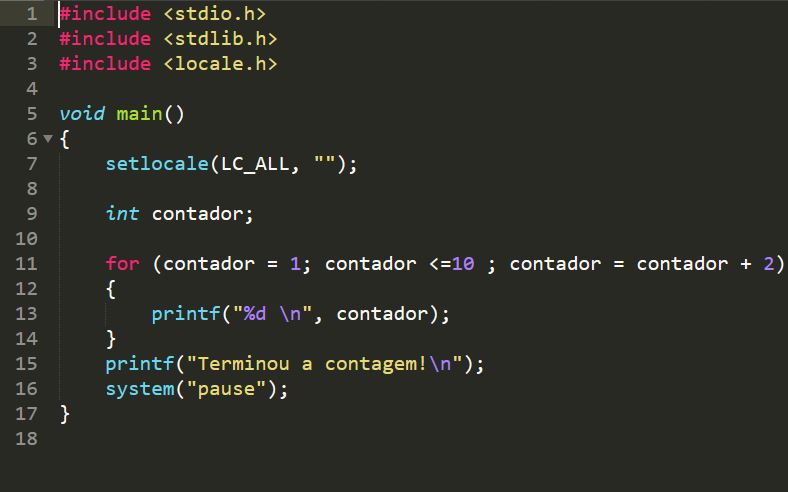 1 #include <stdio.h>
2 #include <stdlib.h>
3 #include <locale.h>
4
5 void main()
6 {
7     setlocale(LC_ALL, "");
8
9     int contador;
10
11     for (contador = 1; contador <=10 ; contador = contador + 2)
12     {
13         printf("%d \n", contador);
14     }
15     printf("Terminou a contagem!\n");
16     system("pause");
17 }
18